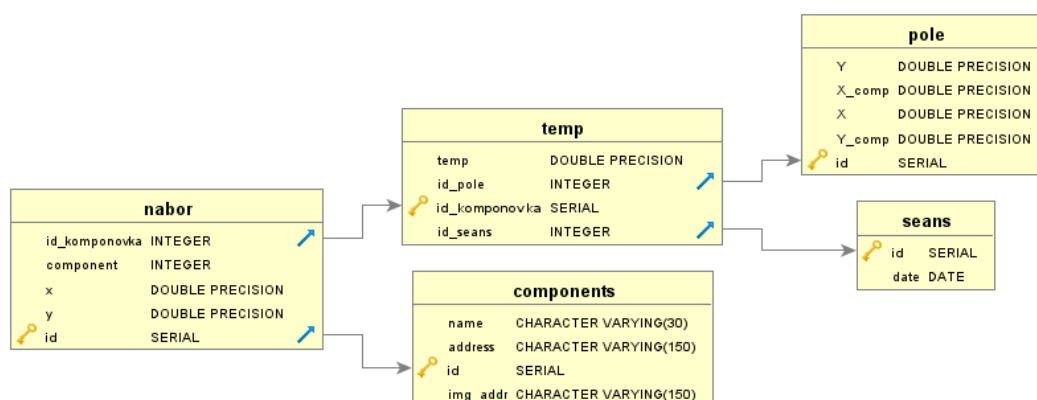 pole
Y DOUBLE PRECISION
X_comp DOUBLE PRECISION
X DOUBLE PRECISION
Y_comp DOUBLE PRECISION
id SERIAL
temp
temp DOUBLE PRECISION
id_pole INTEGER
id_komponovka SERIAL
id_seans INTEGER
nabor
id_komponovka INTEGER
component INTEGER
x DOUBLE PRECISION
y DOUBLE PRECISION
id SERIAL
seans
id SERIAL
date DATE
components
name CHARACTER VARYING(30)
address CHARACTER VARYING(150)
id SERIAL
img_addr CHARACTER VARYING(150)